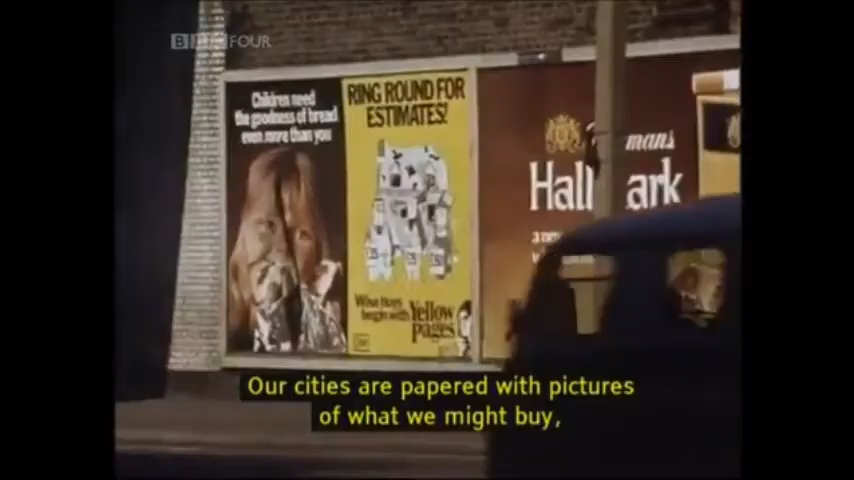 BBC FOUR
Children need
the goodness of bread
even more than you
RING ROUND FOR
ESTIMATES!
Wise Buys
begin with Yellow
pages
mans
Hall ark
Our cities are papered with pictures
of what we might buy,